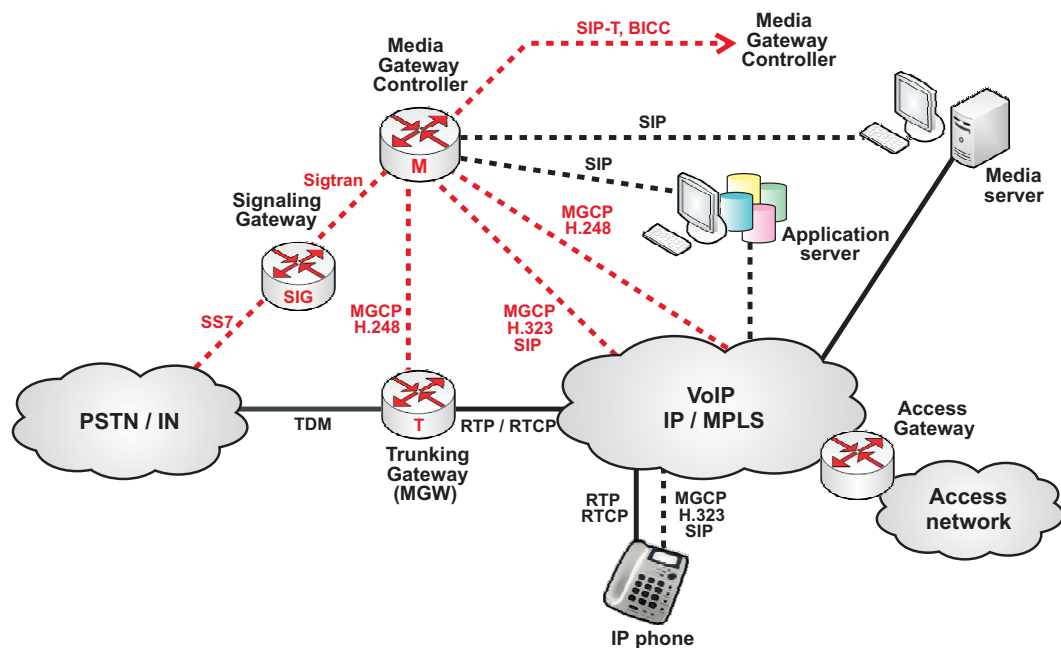 SIP-T, BICC
Media
Gateway
Controller
Media
Gateway
Controller
SIP
M
SIP
Media
server
Sigtran
Signaling
Gateway
MGCP
H.248
Application
server
SIG
SS7
MGCP
H.248
MGCP
H.323
SIP
PSTN / IN
TDM
T
RTP / RTCP
VoIP
IP / MPLS
Access
Gateway
Trunking
Gateway
(MGW)
RTP
RTCP
MGCP
H.323
SIP
Access
network
IP phone